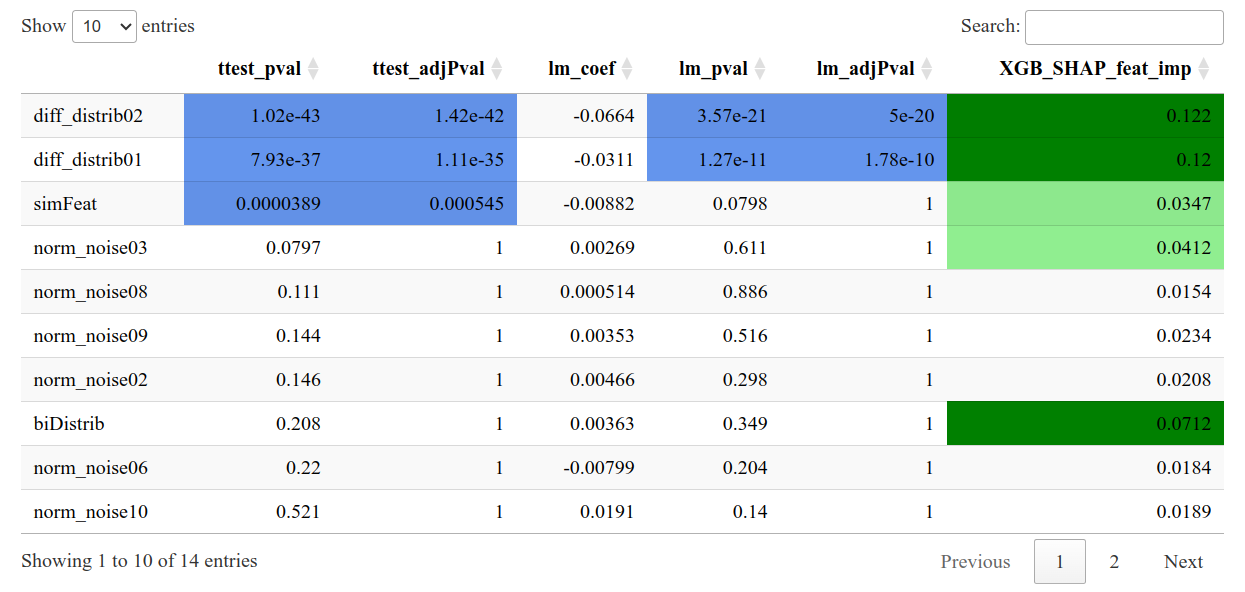 Show 10 entries Search:
ttest_pval ttest_adjPval lm_coef lm_pval lm_adjPval XGB_SHAP_feat_imp
diff_distrib02 1.02e-43 1.42e-42 -0.0664 3.57e-21 5e-20 0.122
diff_distrib01 7.93e-37 1.11e-35 -0.0311 1.27e-11 1.78e-10 0.12
simFeat 0.0000389 0.000545 -0.00882 0.0798 1 0.0347
norm_noise03 0.0797 1 0.00269 0.611 1 0.0412
norm_noise08 0.111 1 0.000514 0.886 1 0.0154
norm_noise09 0.144 1 0.00353 0.516 1 0.0234
norm_noise02 0.146 1 0.00466 0.298 1 0.0208
biDistrib 0.208 1 0.00363 0.349 1 0.0712
norm_noise06 0.22 1 -0.00799 0.204 1 0.0184
norm_noise10 0.521 1 0.0191 0.14 1 0.0189
Showing 1 to 10 of 14 entries Previous 1 2 Next